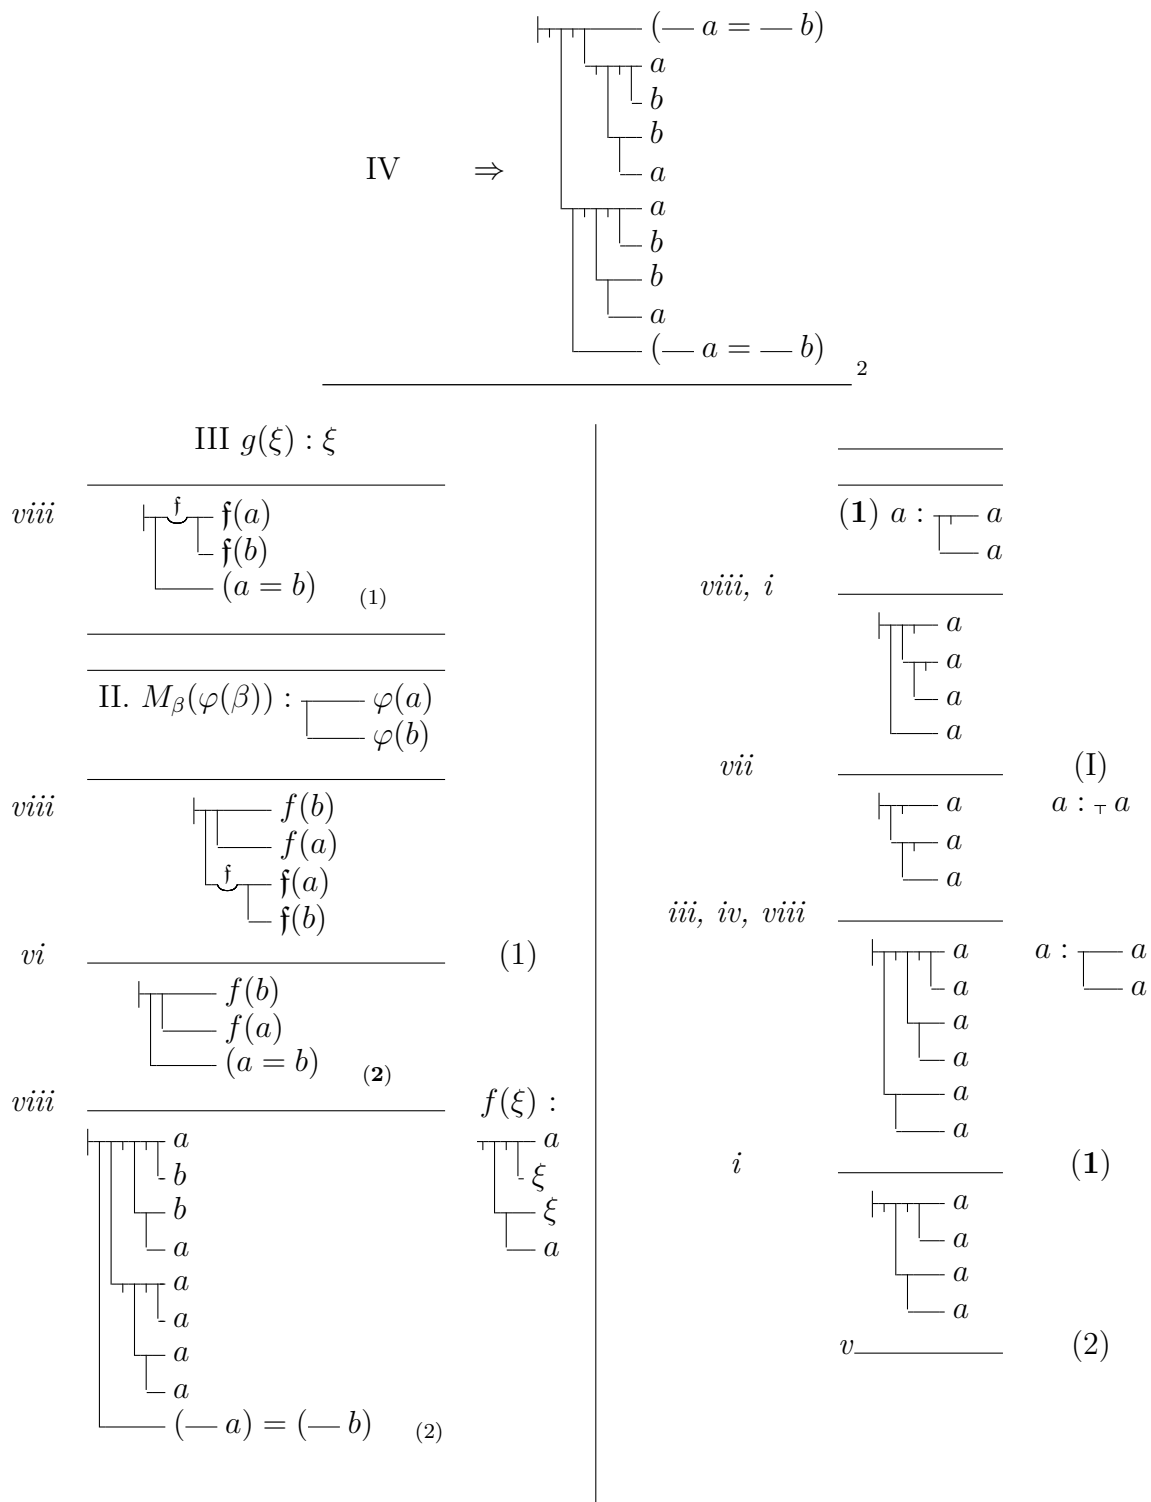 (— a = — b)
a
b
b
a
IV ⇒
a
b
b
a
(— a = — b)
2
III g(ξ) : ξ
viii
𝔣
𝔣(a)
𝔣(b)
(a = b) (1)
II. M_β(φ(β)) : φ(a)
φ(b)
viii
f(b)
f(a)
𝔣
𝔣(a)
𝔣(b)
vi (1)
f(b)
f(a)
(a = b) (2)
viii f(ξ) :
a a
b ξ
b ξ
a a
a
a
a
a
(— a) = (— b) (2)
(1) a : a
a
viii, i
a
a
a
a
vii (I)
a a : ┬ a
a
a
iii, iv, viii
a a : a
a a
a
a
a
a
i (1)
a
a
a
a
v (2)